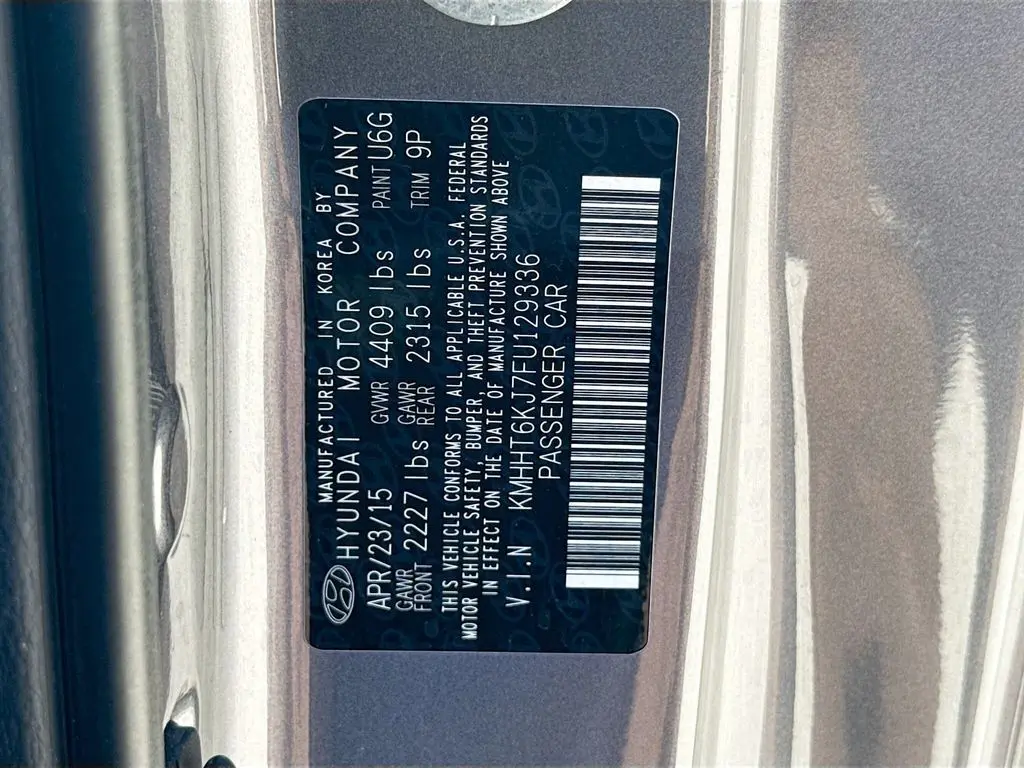 MANUFACTURED IN KOREA BY
HYUNDAI MOTOR COMPANY
APR/23/15 GVWR 4409 lbs PAINT U6G
GAWR FRONT 2227 lbs GAWR REAR 2315 lbs TRIM 9P
THIS VEHICLE CONFORMS TO ALL APPLICABLE U.S.A. FEDERAL
MOTOR VEHICLE SAFETY, BUMPER, AND THEFT PREVENTION STANDARDS
IN EFFECT ON THE DATE OF MANUFACTURE SHOWN ABOVE
V.I.N KMHHT6KJ7FU129336
PASSENGER CAR